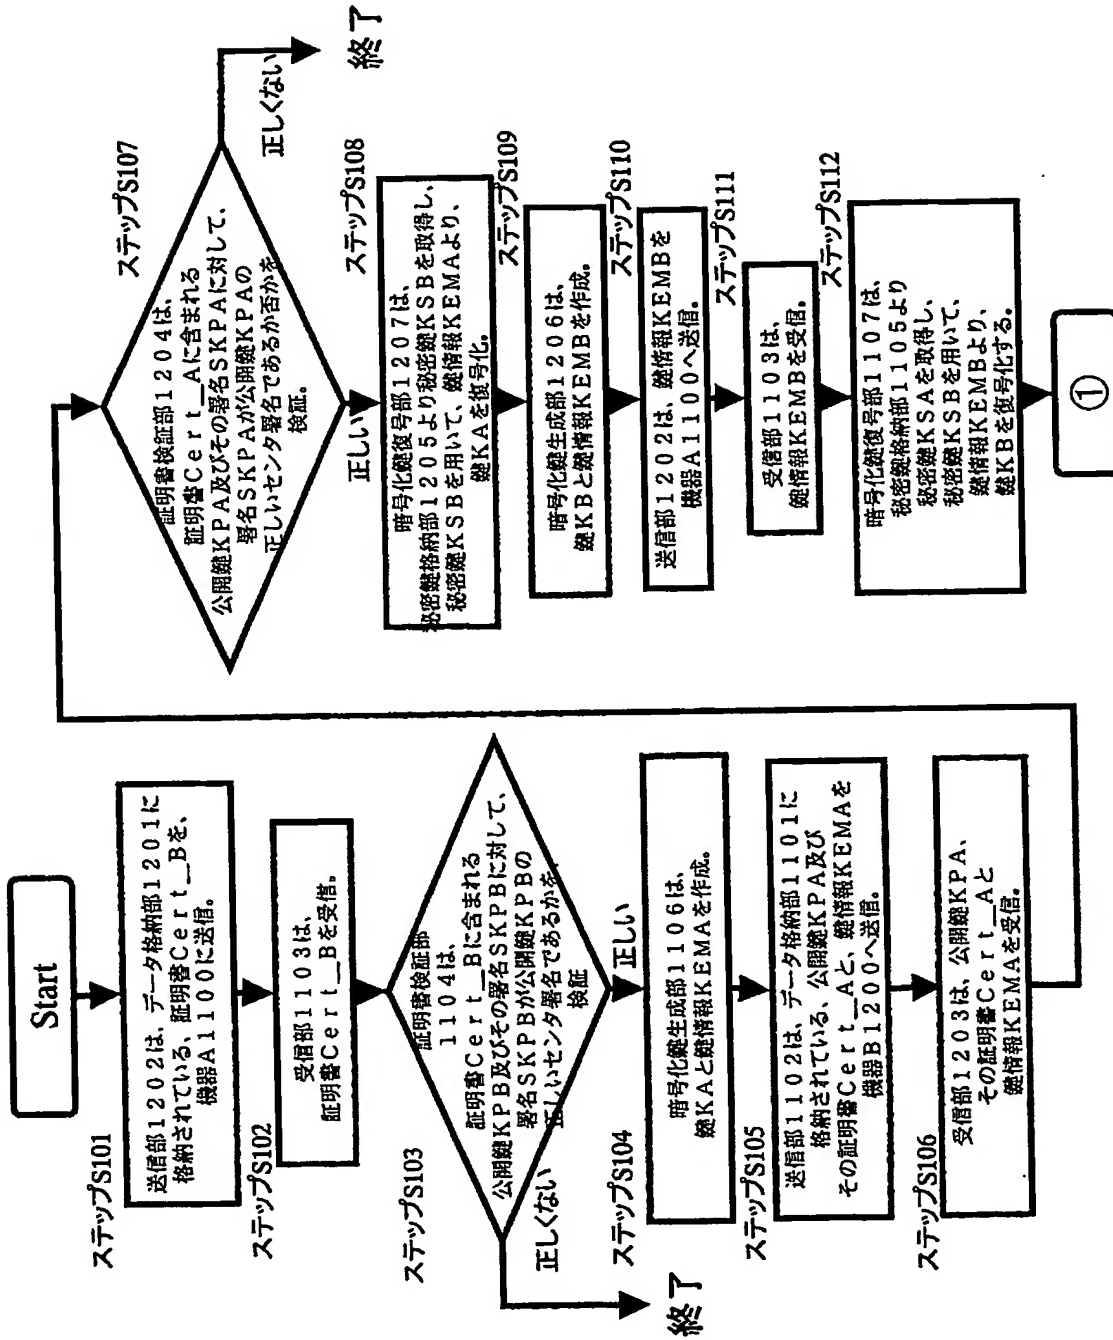 Start
ステップS101
送信部1202は、データ格納部1201に
格納されている、証明書Cert_Bを、
機器A1100に送信。
ステップS102
受信部1103は、
証明書Cert_Bを受信。
ステップS103
証明書検証部
1104は、
証明書Cert_Bに含まれる
公開鍵KPB及びその署名SKPBに対して、
署名SKPBが公開鍵KPBの
正しいセンタ署名であるかを、
検証
正しくない
終了
正しい
ステップS104
暗号化鍵生成部1106は、
鍵KAと鍵情報KEMAを作成。
ステップS105
送信部1102は、データ格納部1101に
格納されている、公開鍵KPA及び
その証明書Cert_Aと、鍵情報KEMAを
機器B1200へ送信。
ステップS106
受信部1203は、公開鍵KPA、
その証明書Cert_Aと
鍵情報KEMAを受信。
ステップS107
証明書検証部1204は、
証明書Cert_Aに含まれる
公開鍵KPA及びその署名SKPAに対して、
署名SKPAが公開鍵KPAの
正しいセンタ署名であるか否かを
検証。
正しくない
終了
正しい
ステップS108
暗号化鍵復号部1207は、
秘密鍵格納部1205より秘密鍵KSBを取得し、
秘密鍵KSBを用いて、鍵情報KEMAより、
鍵KAを復号化。
ステップS109
暗号化鍵生成部1206は、
鍵KBと鍵情報KEMBを作成。
ステップS110
送信部1202は、鍵情報KEMBを
機器A1100へ送信。
ステップS111
受信部1103は、
鍵情報KEMBを受信。
ステップS112
暗号化鍵復号部1107は、
秘密鍵格納部1105より
秘密鍵KSAを取得し、
秘密鍵KSBを用いて、
鍵情報KEMBより、
鍵KBを復号化する。
①